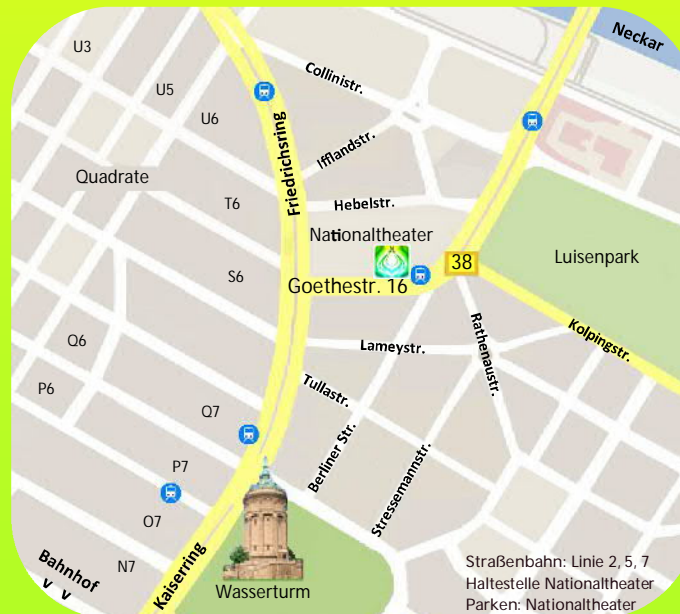 Neckar
U3
Collinistr.
U5
U6
Friedrichsring
Ifflandstr.
Quadrate
T6
Hebelstr.
Nationaltheater
Luisenpark
38
S6
Goethestr. 16
Kolpingstr.
Rathenaustr.
Q6
Lameystr.
P6
Tullastr.
Q7
Berliner Str.
Stressemannstr.
P7
O7
Bahnhof
N7
Kaiserring
Wasserturm
Straßenbahn: Linie 2, 5, 7
Haltestelle Nationaltheater
Parken: Nationaltheater